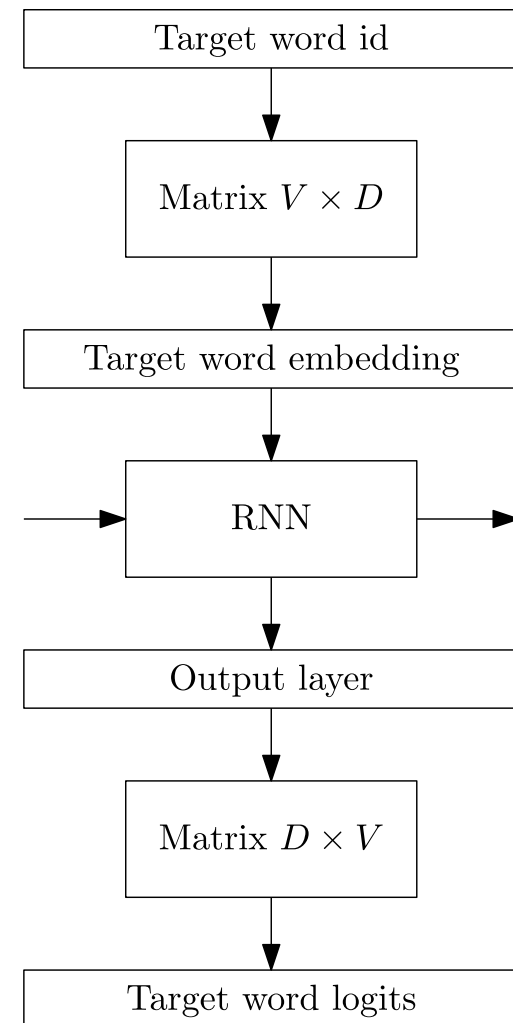 Target word id
Matrix V × D
Target word embedding
RNN
Output layer
Matrix D × V
Target word logits